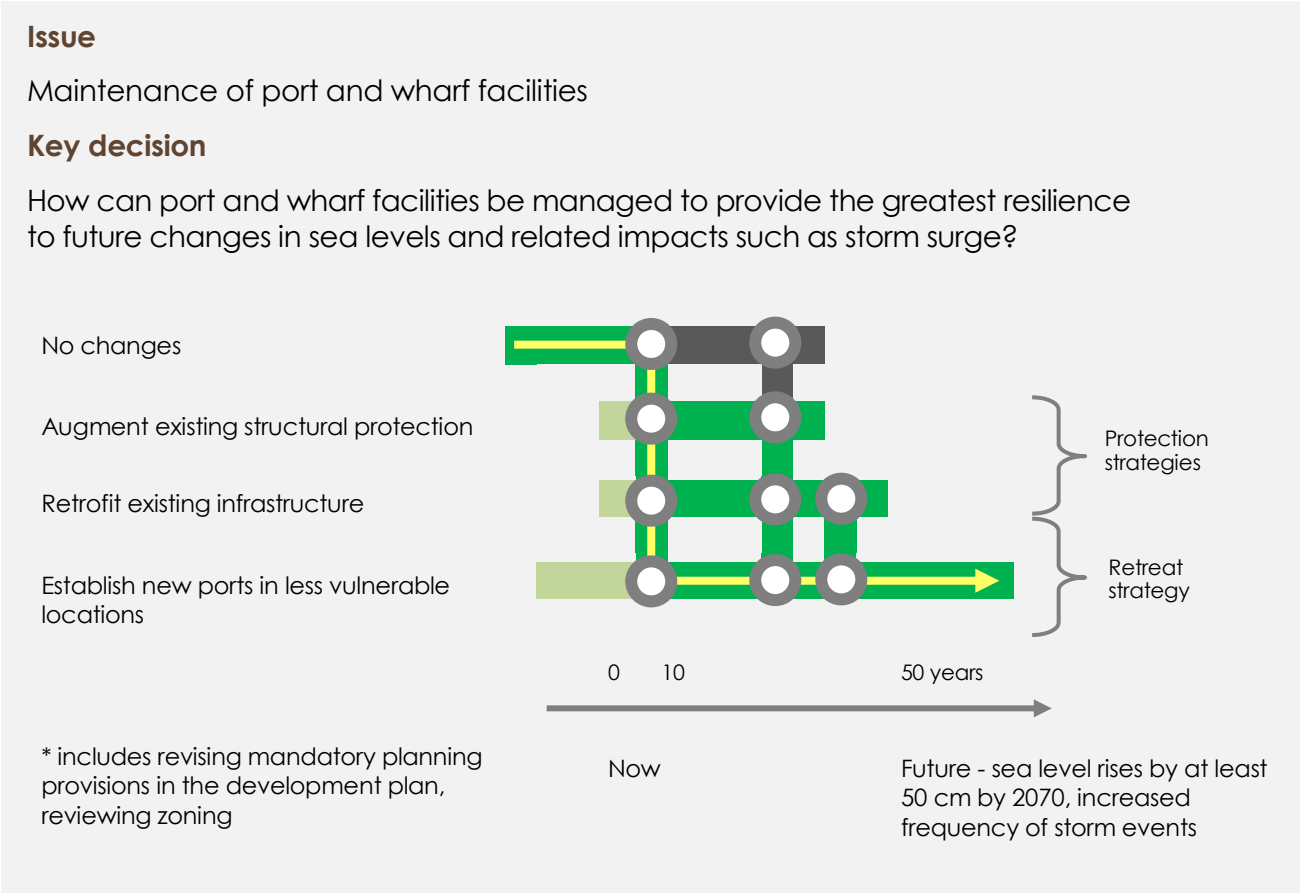 Issue
Maintenance of port and wharf facilities
Key decision
How can port and wharf facilities be managed to provide the greatest resilience
to future changes in sea levels and related impacts such as storm surge?
No changes
Augment existing structural protection
Retrofit existing infrastructure
Establish new ports in less vulnerable
locations
Protection
strategies
Retreat
strategy
0 10 50 years
* includes revising mandatory planning
provisions in the development plan,
reviewing zoning
Now
Future - sea level rises by at least
50 cm by 2070, increased
frequency of storm events